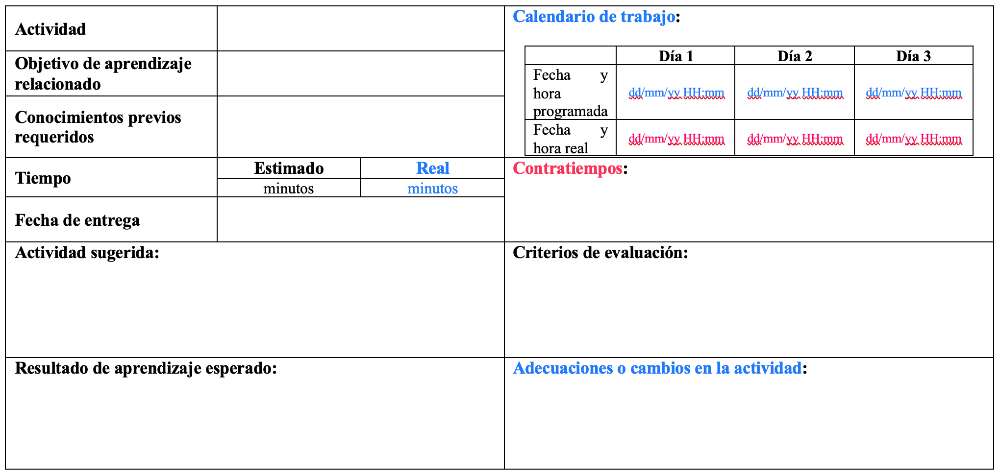 Actividad
Objetivo de aprendizaje
relacionado
Conocimientos previos
requeridos
Tiempo
Estimado
Real
minutos
minutos
Fecha de entrega
Calendario de trabajo:
Día 1
Día 2
Día 3
Fecha y
hora
programada
dd/mm/yy HH:mm
dd/mm/yy HH:mm
dd/mm/yy HH:mm
Fecha y
hora real
dd/mm/yy HH:mm
dd/mm/yy HH:mm
dd/mm/yy HH:mm
Contratiempos:
Actividad sugerida:
Criterios de evaluación:
Resultado de aprendizaje esperado:
Adecuaciones o cambios en la actividad: